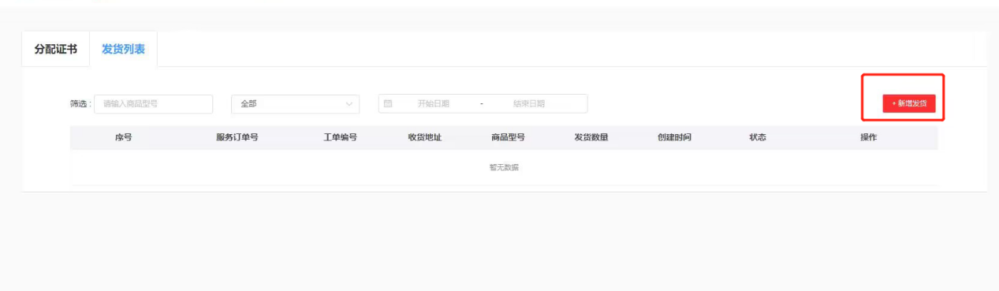 分配证书 发货列表
筛选： 请输入商品型号 全部 开始日期 - 结束日期 + 新增发货
序号 服务订单号 工单编号 收货地址 商品型号 发货数量 创建时间 状态 操作
暂无数据